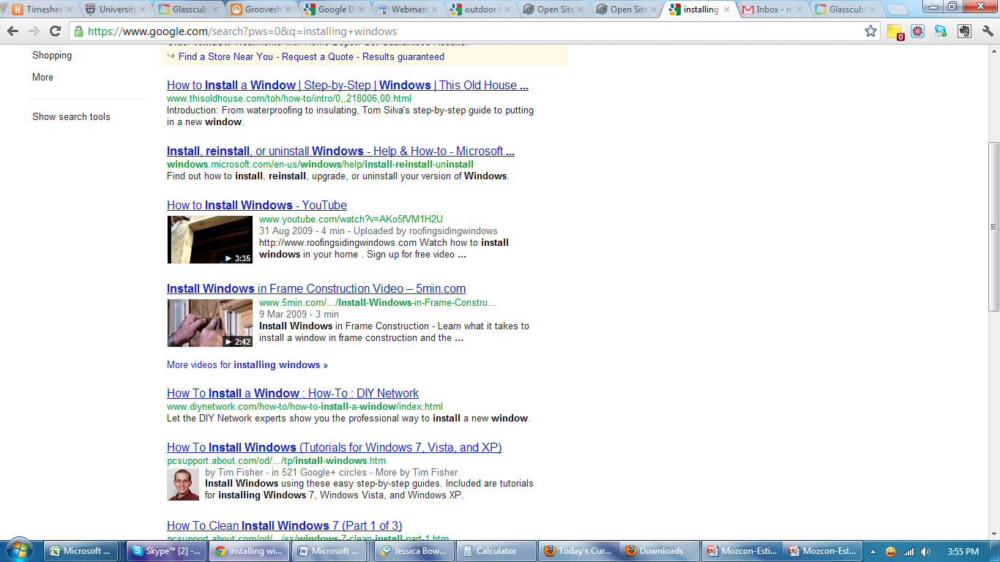 Timeshee
University
Glasscube
Groovesh
Google D
Webmast
outdoor
Open Site
Open Site
installing
Inbox - m
Glasscube
https://www.google.com/search?pws=0&q=installing+windows
0
Shopping
More
Show search tools
Find a Store Near You - Request a Quote - Results guaranteed
How to Install a Window | Step-by-Step | Windows | This Old House ...
www.thisoldhouse.com/toh/how-to/intro/0,,218006,00.html
Introduction: From waterproofing to insulating, Tom Silva's step-by-step guide to putting
in a new window.
Install, reinstall, or uninstall Windows - Help & How-to - Microsoft ...
windows.microsoft.com/en-us/windows/help/install-reinstall-uninstall
Find out how to install, reinstall, upgrade, or uninstall your version of Windows.
How to Install Windows - YouTube
www.youtube.com/watch?v=AKo5fVM1H2U
31 Aug 2009 - 4 min - Uploaded by roofingsidingwindows
http://www.roofingsidingwindows.com Watch how to install
windows in your home . Sign up for free video ...
3:35
Install Windows in Frame Construction Video – 5min.com
www.5min.com/.../Install-Windows-in-Frame-Constru...
9 Mar 2009 - 3 min
Install Windows in Frame Construction - Learn what it takes to
install a window in frame construction and the ...
2:42
More videos for installing windows »
How To Install a Window : How-To : DIY Network
www.diynetwork.com/how-to/how-to-install-a-window/index.html
Let the DIY Network experts show you the professional way to install a new window.
How To Install Windows (Tutorials for Windows 7, Vista, and XP)
pcsupport.about.com/od/.../tp/install-windows.htm
by Tim Fisher - in 521 Google+ circles - More by Tim Fisher
Install Windows using these easy step-by-step guides. Included are tutorials
for installing Windows 7, Windows Vista, and Windows XP.
How To Clean Install Windows 7 (Part 1 of 3)
pcsupport.about.com/od/.../ss/windows-7-clean-install-part-1.htm
Microsoft ...
Skype™ [2] -...
installing wi...
Microsoft ...
Jessica Bow...
Calculator
Today's Cur...
Downloads
Mozcon-Esti...
Mozcon-Est...
3:55 PM